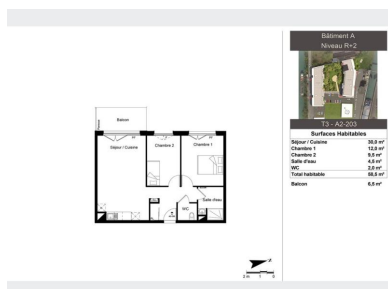 Bâtiment A
Niveau R+2
T3 - A2-203
Surfaces Habitables
Séjour / Cuisine 30,0 m²
Chambre 1 12,0 m²
Chambre 2 9,5 m²
Salle d'eau 4,5 m²
WC 2,0 m²
Total habitable 58,5 m²
Balcon 6,5 m²
Balcon
Séjour / Cuisine
Chambre 2
Chambre 1
Salle d'eau
WC